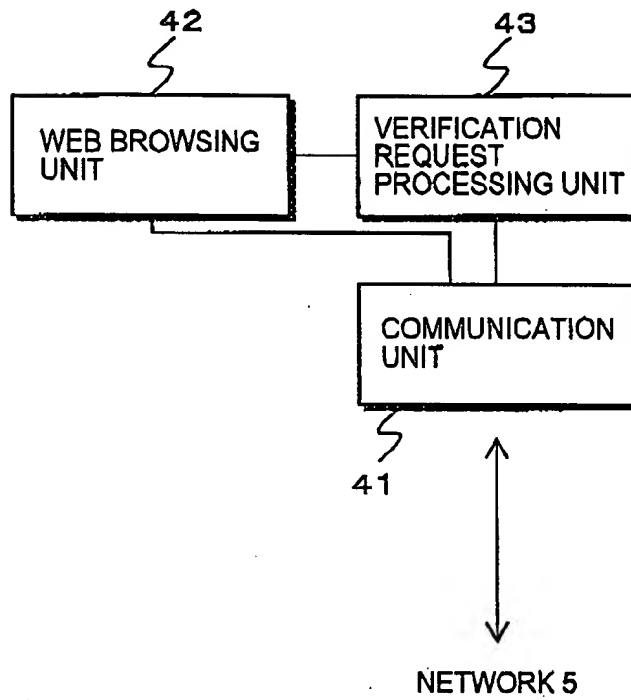 42
43
WEB BROWSING
UNIT
VERIFICATION
REQUEST
PROCESSING UNIT
COMMUNICATION
UNIT
41
NETWORK 5